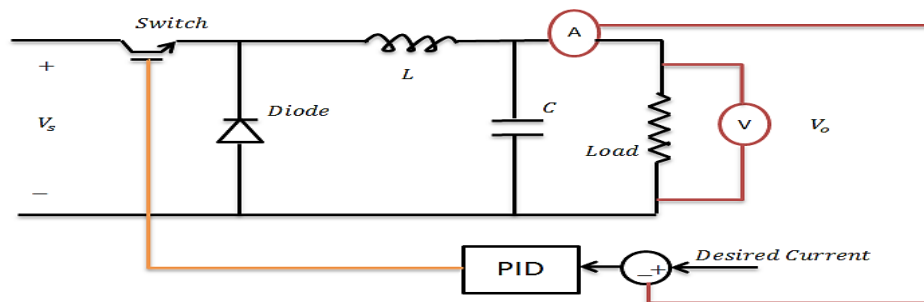 Switch
A
+
L
Diode
C
V
Vₛ
Vₒ
Load
−
PID
−+
Desired Current